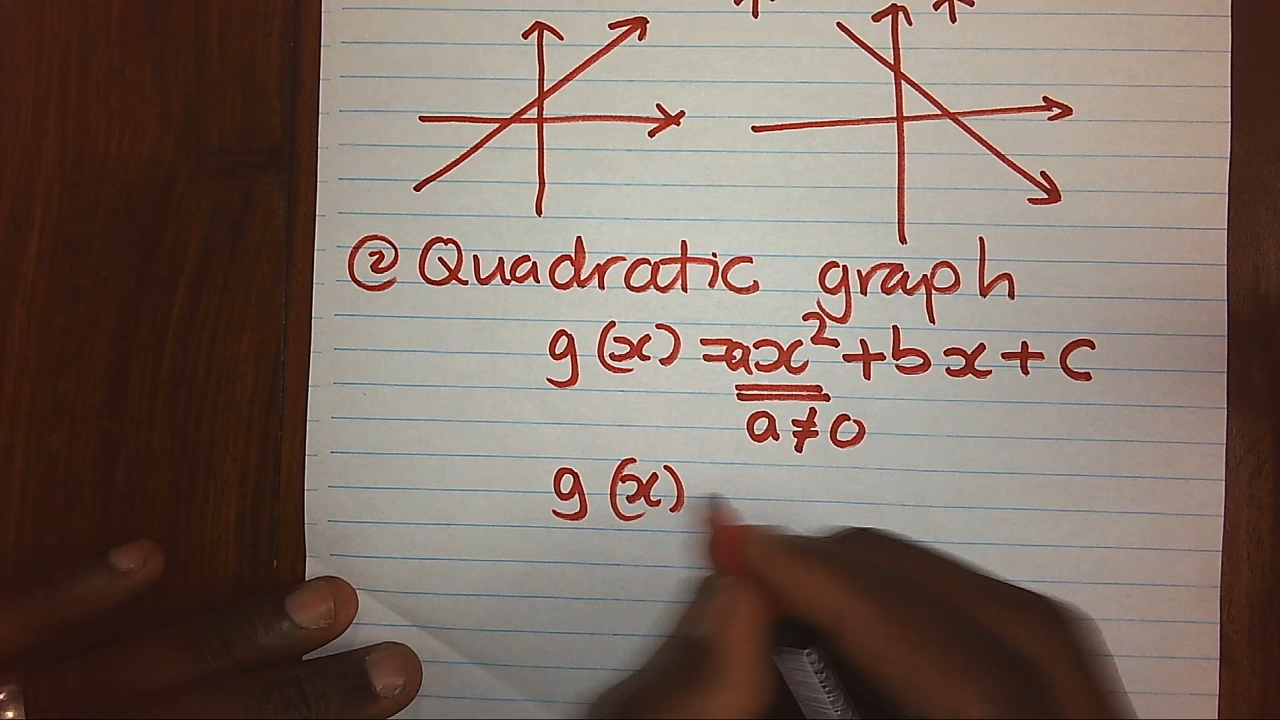 ② Quadratic graph
g(x) =ax²+bx+c
a≠0
g(x)